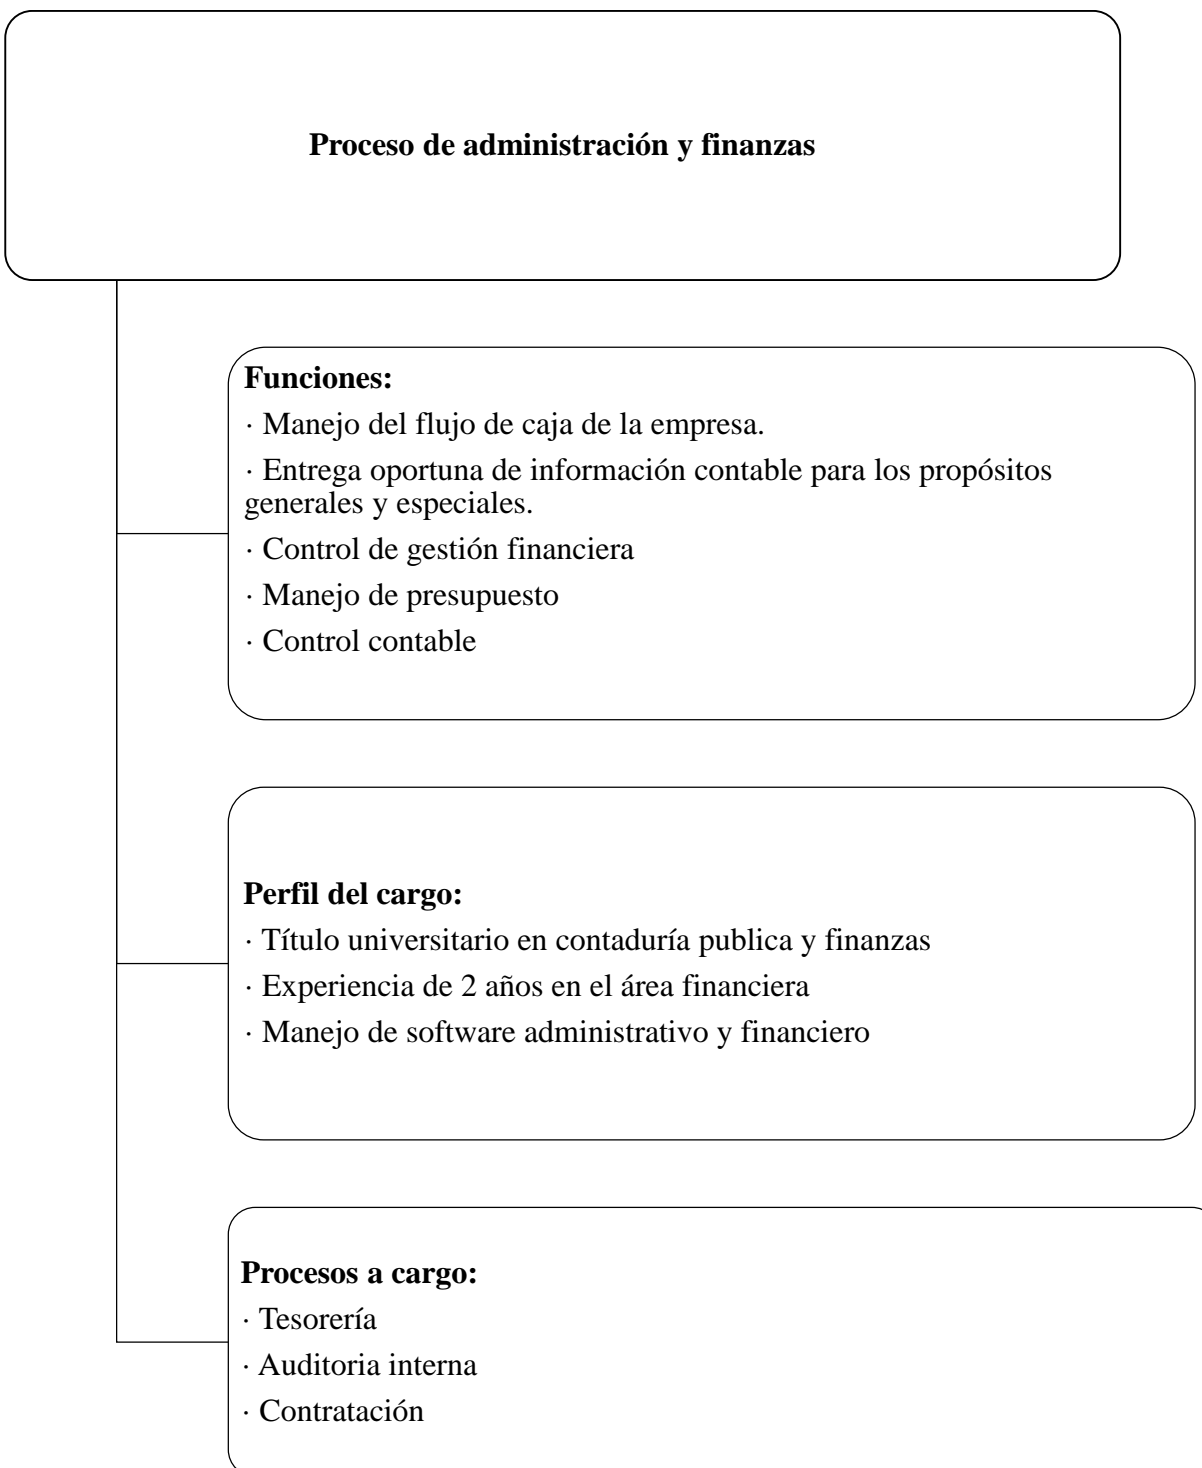 Proceso de administración y finanzas
Funciones:
· Manejo del flujo de caja de la empresa.
· Entrega oportuna de información contable para los propósitos
generales y especiales.
· Control de gestión financiera
· Manejo de presupuesto
· Control contable
Perfil del cargo:
· Título universitario en contaduría publica y finanzas
· Experiencia de 2 años en el área financiera
· Manejo de software administrativo y financiero
Procesos a cargo:
· Tesorería
· Auditoria interna
· Contratación